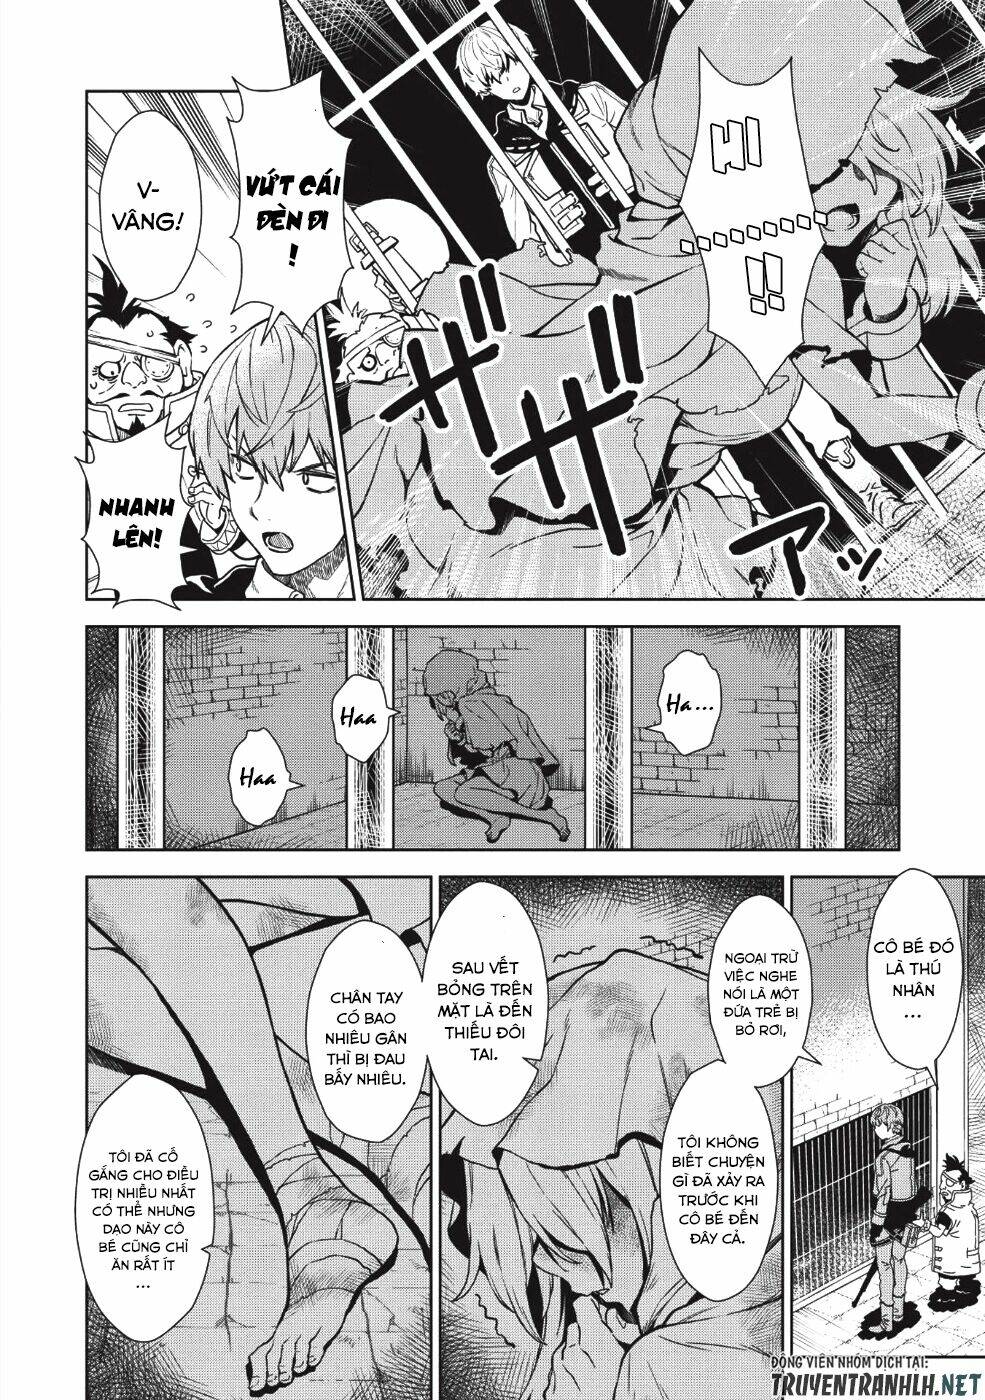 HI
............
!!
ザザ
アッ
VỨT CÁI
ĐÈN ĐI
!
V-
VÂNG!
NHANH
LÊN!
Ha...
Haa
Haa
CÔ BÉ ĐÓ
LÀ THÚ
NHÂN
...
NGOẠI TRỪ
VIỆC NGHE
NÓI LÀ MỘT
ĐỨA TRẺ BỊ
BỎ RƠI,
TÔI KHÔNG
BIẾT CHUYỆN
GÌ ĐÃ XẢY RA
TRƯỚC KHI
CÔ BÉ ĐẾN
ĐÂY CẢ.
SAU VẾT
BỎNG TRÊN
MẶT LÀ ĐẾN
THIẾU ĐÔI
TAI.
CHÂN TAY
CÓ BAO
NHIÊU GÂN
THÌ BỊ ĐAU
BẤY NHIÊU.
TÔI ĐÃ CỐ
GẮNG CHO ĐIỀU
TRỊ NHIỀU NHẤT
CÓ THỂ NHƯNG
DẠO NÀY CÔ
BÉ CŨNG CHỈ
ĂN RẤT ÍT
...
ĐỘNG VIÊN NHÓM DỊCH TẠI:
TRUYENTRANHLH.NET